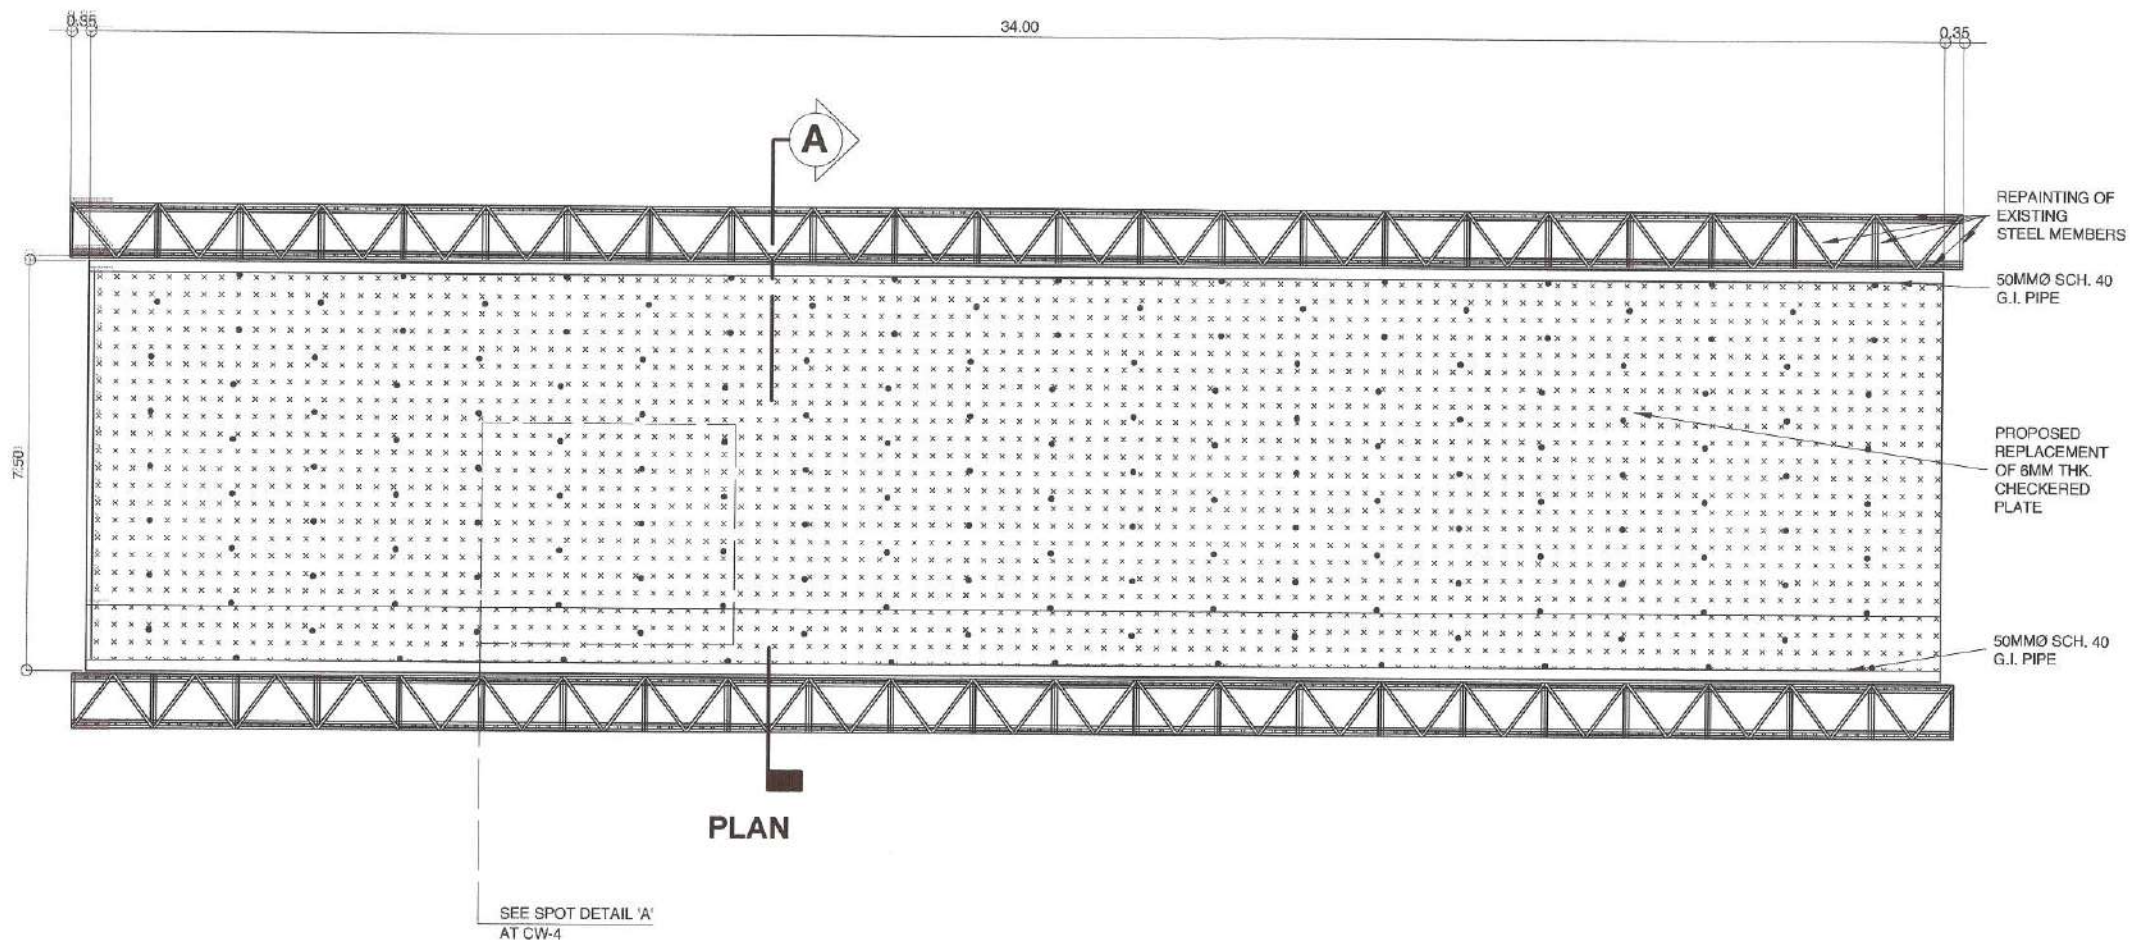 0.35
34.00
0.35
A
REPAINTING OF
EXISTING
STEEL MEMBERS
50MMØ SCH. 40
G.I. PIPE
7.50
PROPOSED
REPLACEMENT
OF 6MM THK.
CHECKERED
PLATE
50MMØ SCH. 40
G.I. PIPE
PLAN
SEE SPOT DETAIL 'A'
AT CW-4